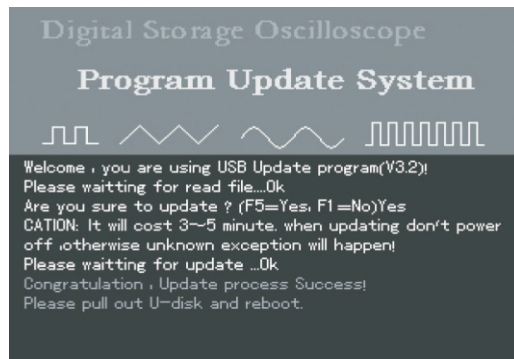 Digital Storage Oscilloscope
Program Update System
Welcome , you are using USB Update program(V3.2)!
Please waitting for read file....Ok
Are you sure to update ? (F5=Yes, F1=No)Yes
CATION: It will cost 3~5 minute. when updating don't power
off ,otherwise unknown exception will happen!
Please waitting for update ...Ok
Congratulation , Update process Success!
Please pull out U-disk and reboot.